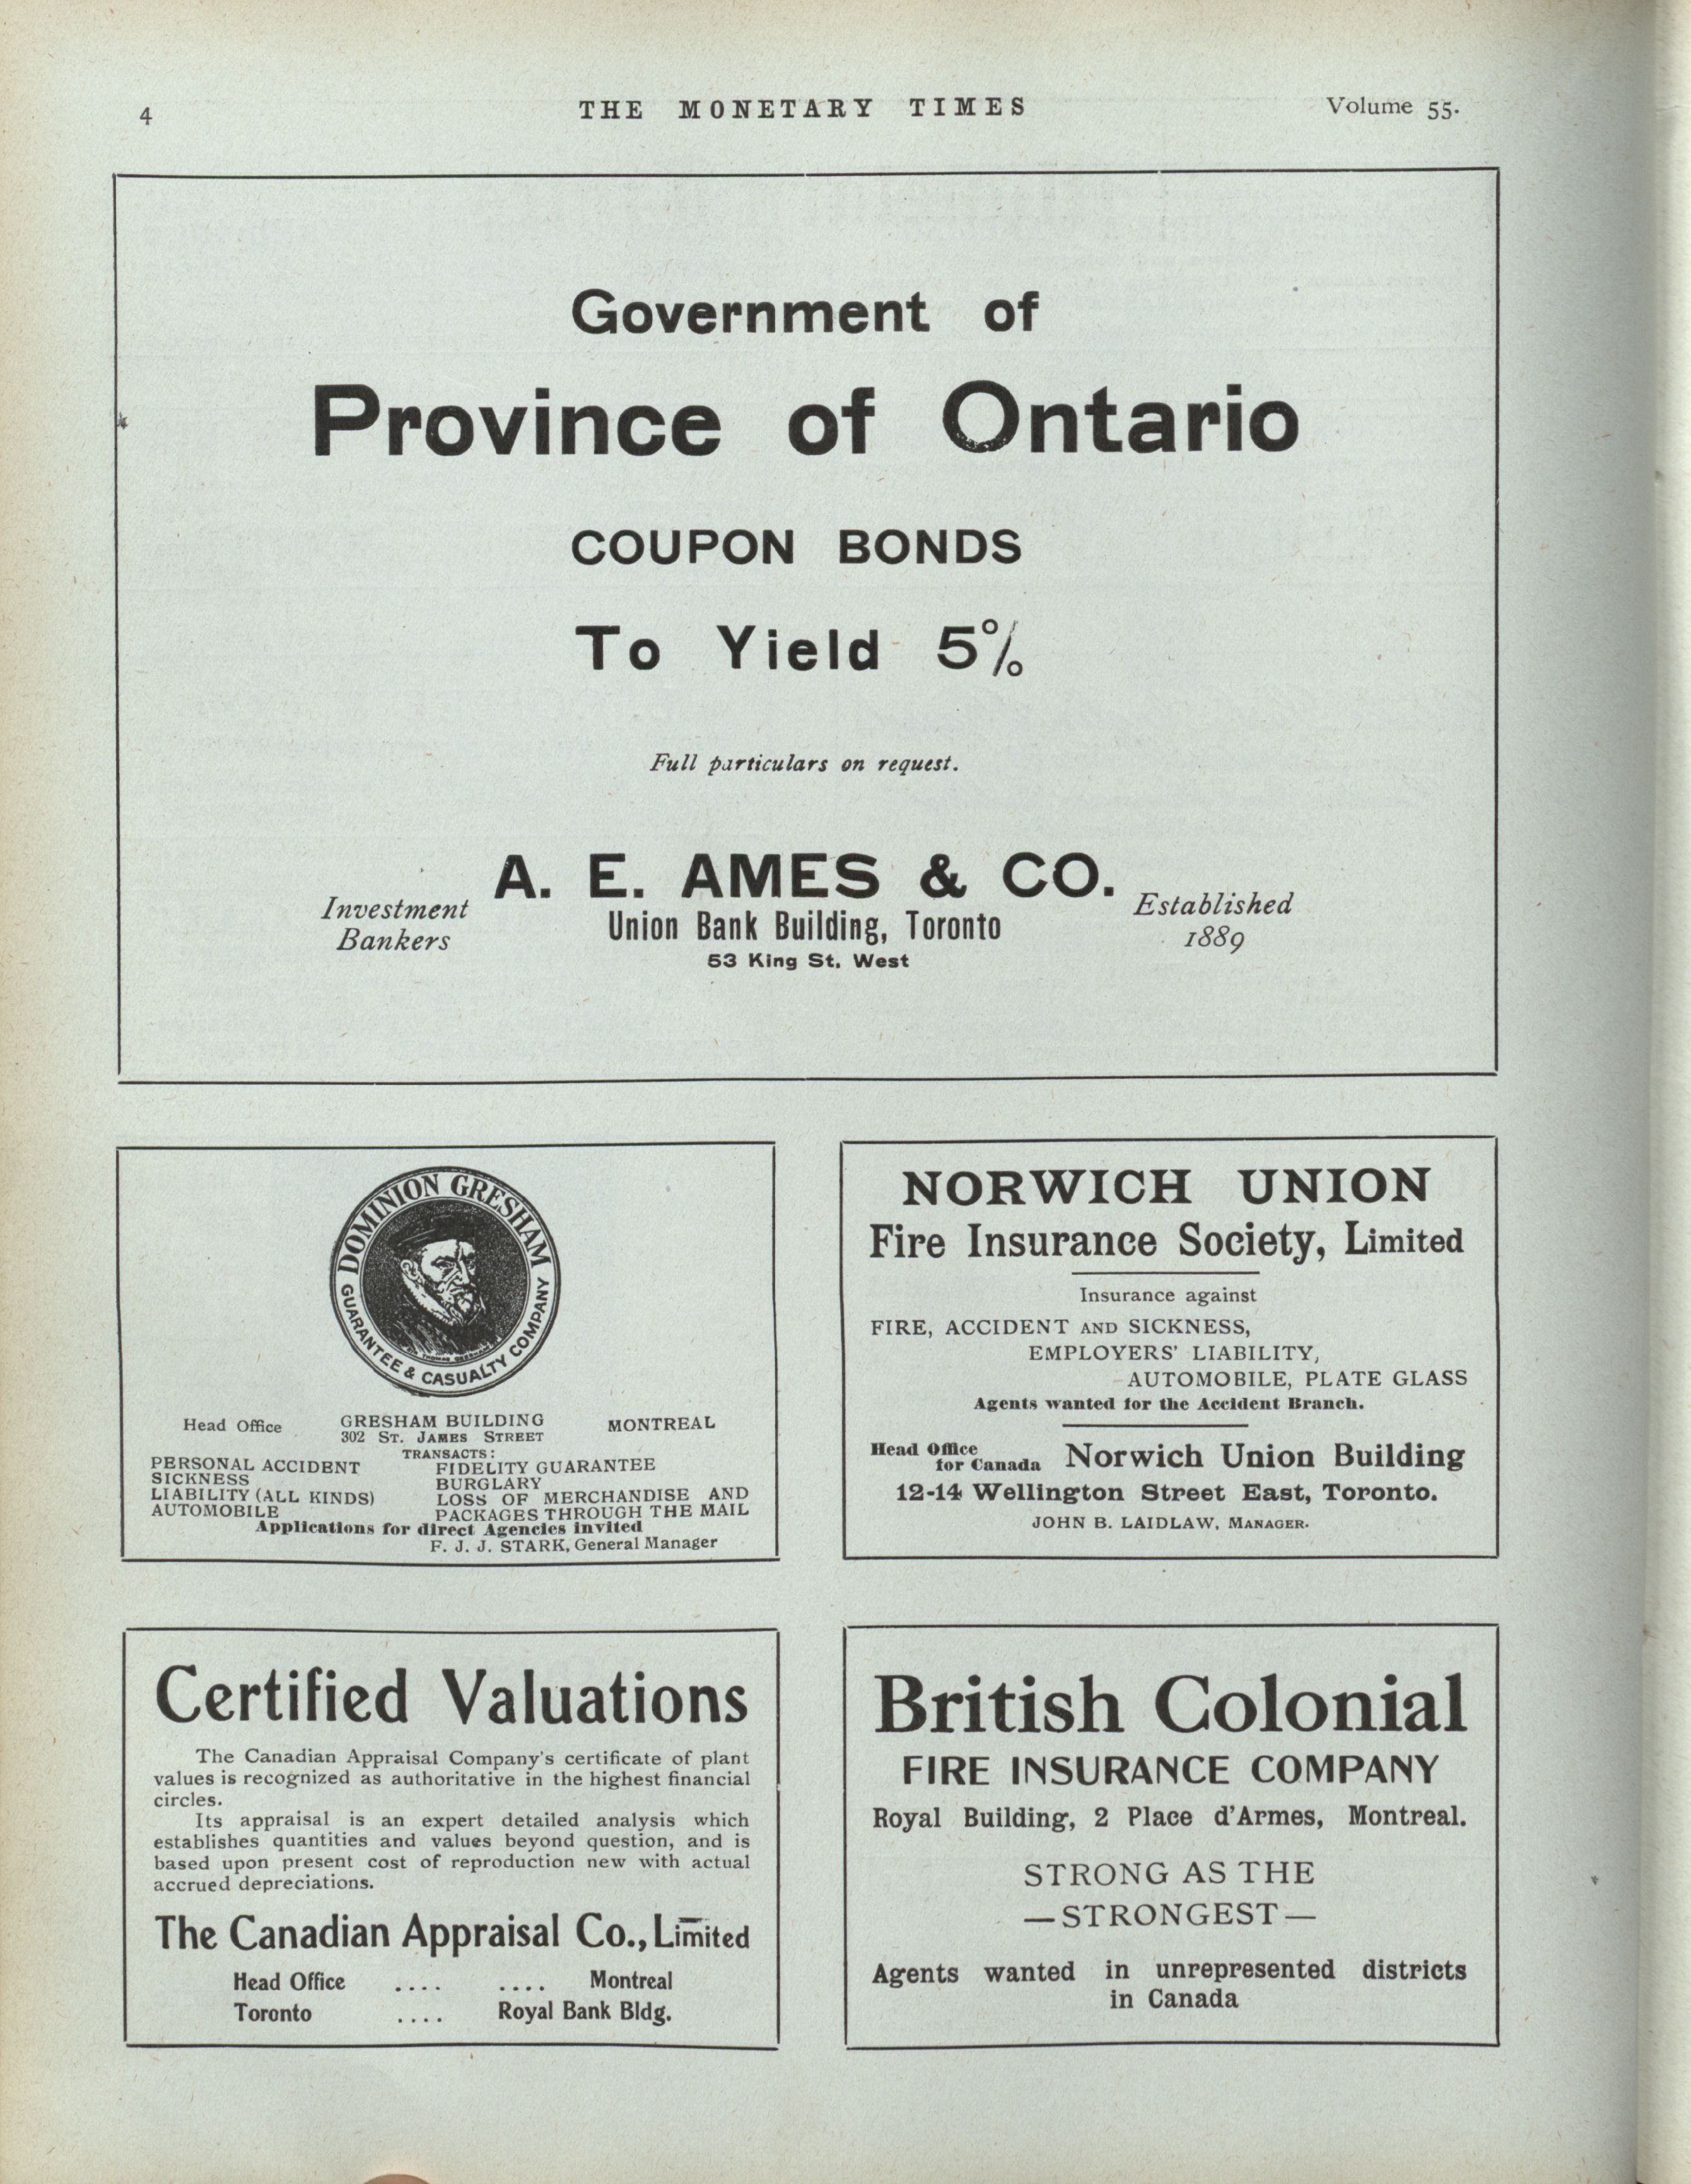 4
THE MONETARY TIMES
Volume 55.
Government of
Province of Ontario
COUPON BONDS
To Yield 5%
Full particulars on request.
A. E. AMES & CO.
Investment
Bankers
Union Bank Building, Toronto
53 King St. West
Established
1889
DOMINION GRESHAM
GUARANTEE & CASUALTY COMPANY
Head Office
GRESHAM BUILDING
302 ST. JAMES STREET
MONTREAL
TRANSACTS:
PERSONAL ACCIDENT
SICKNESS
LIABILITY (ALL KINDS)
AUTOMOBILE
FIDELITY GUARANTEE
BURGLARY
LOSS OF MERCHANDISE AND
PACKAGES THROUGH THE MAIL
Applications for direct Agencies invited
F. J. J. STARK, General Manager
NORWICH UNION
Fire Insurance Society, Limited
Insurance against
FIRE, ACCIDENT AND SICKNESS,
EMPLOYERS' LIABILITY,
AUTOMOBILE, PLATE GLASS
Agents wanted for the Accident Branch.
Head Office
for Canada
Norwich Union Building
12-14 Wellington Street East, Toronto.
JOHN B. LAIDLAW, MANAGER.
Certified Valuations
The Canadian Appraisal Company's certificate of plant
values is recognized as authoritative in the highest financial
circles.
Its appraisal is an expert detailed analysis which
establishes quantities and values beyond question, and is
based upon present cost of reproduction new with actual
accrued depreciations.
The Canadian Appraisal Co., Limited
Head Office .... .... Montreal
Toronto .... Royal Bank Bldg.
British Colonial
FIRE INSURANCE COMPANY
Royal Building, 2 Place d'Armes, Montreal.
STRONG AS THE
—STRONGEST—
Agents wanted in unrepresented districts
in Canada